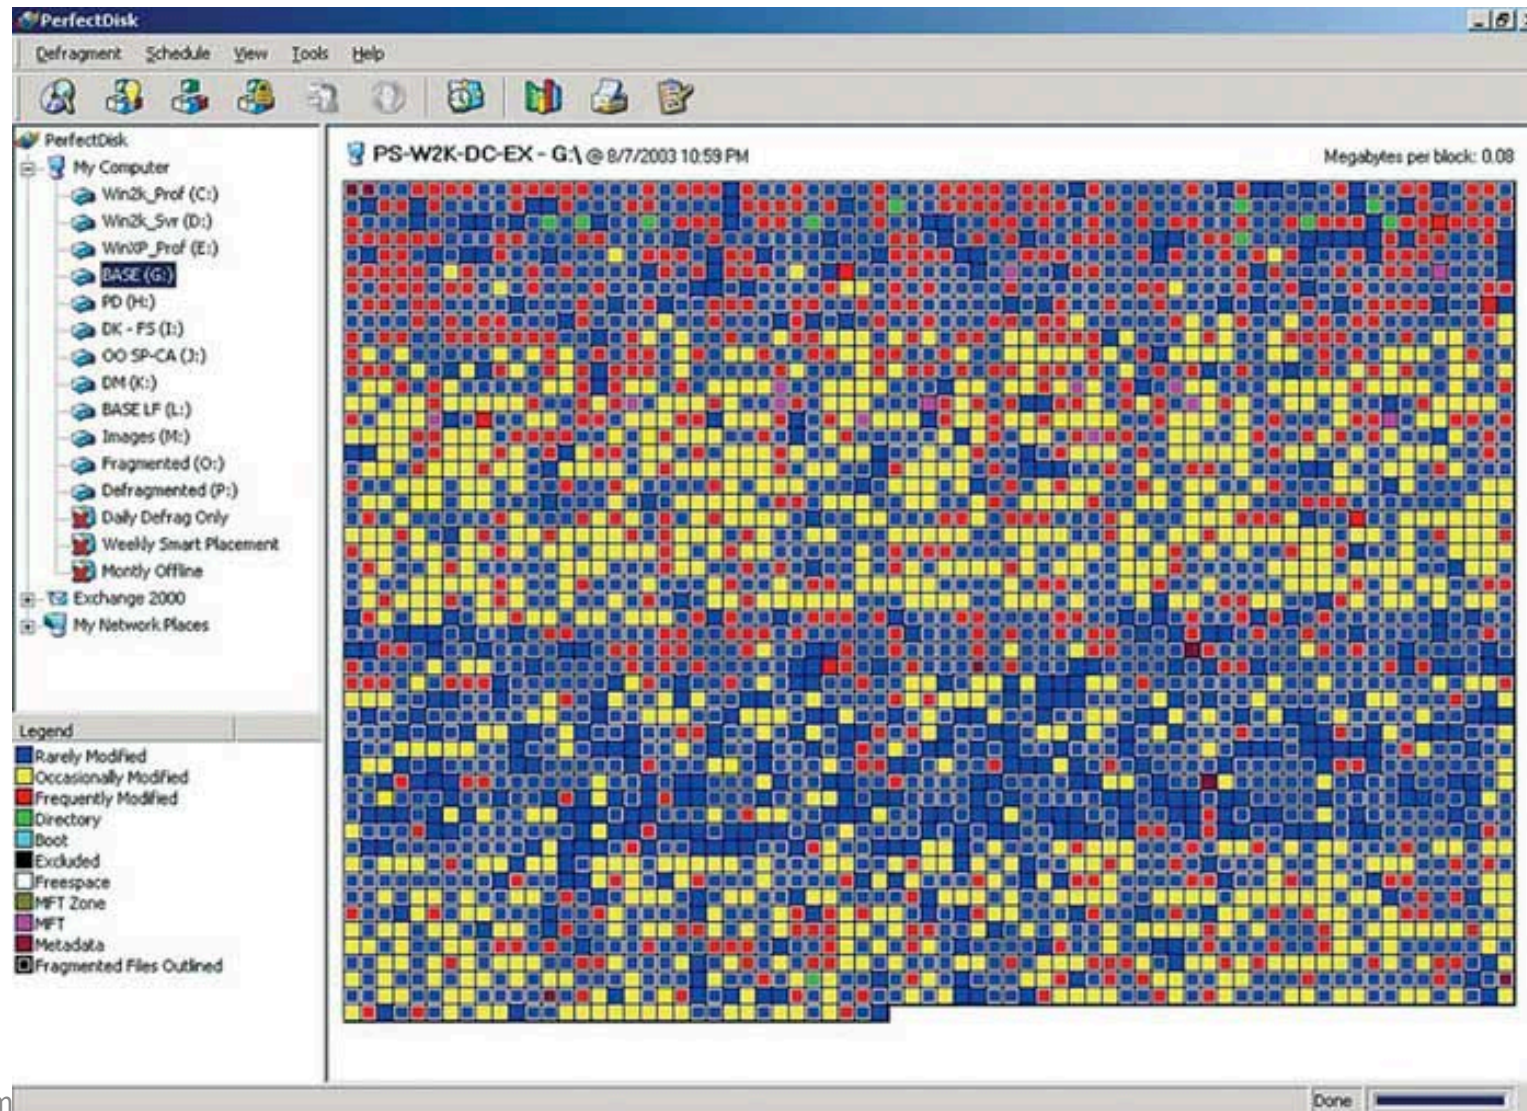 PerfectDisk
Defragment Schedule View Tools Help
PerfectDisk
My Computer
Win2k_Prof (C:)
Win2k_Svr (D:)
WinXP_Prof (E:)
BASE (G:)
PD (H:)
DK - FS (I:)
OO SP-CA (J:)
DM (K:)
BASE LF (L:)
Images (M:)
Fragmented (O:)
Defragmented (P:)
Daily Defrag Only
Weekly Smart Placement
Montly Offline
Exchange 2000
My Network Places
Legend
Rarely Modified
Occasionally Modified
Frequently Modified
Directory
Boot
Excluded
Freespace
MFT Zone
MFT
Metadata
Fragmented Files Outlined
PS-W2K-DC-EX - G:\ @ 8/7/2003 10:59 PM
Megabytes per block: 0.08
Done